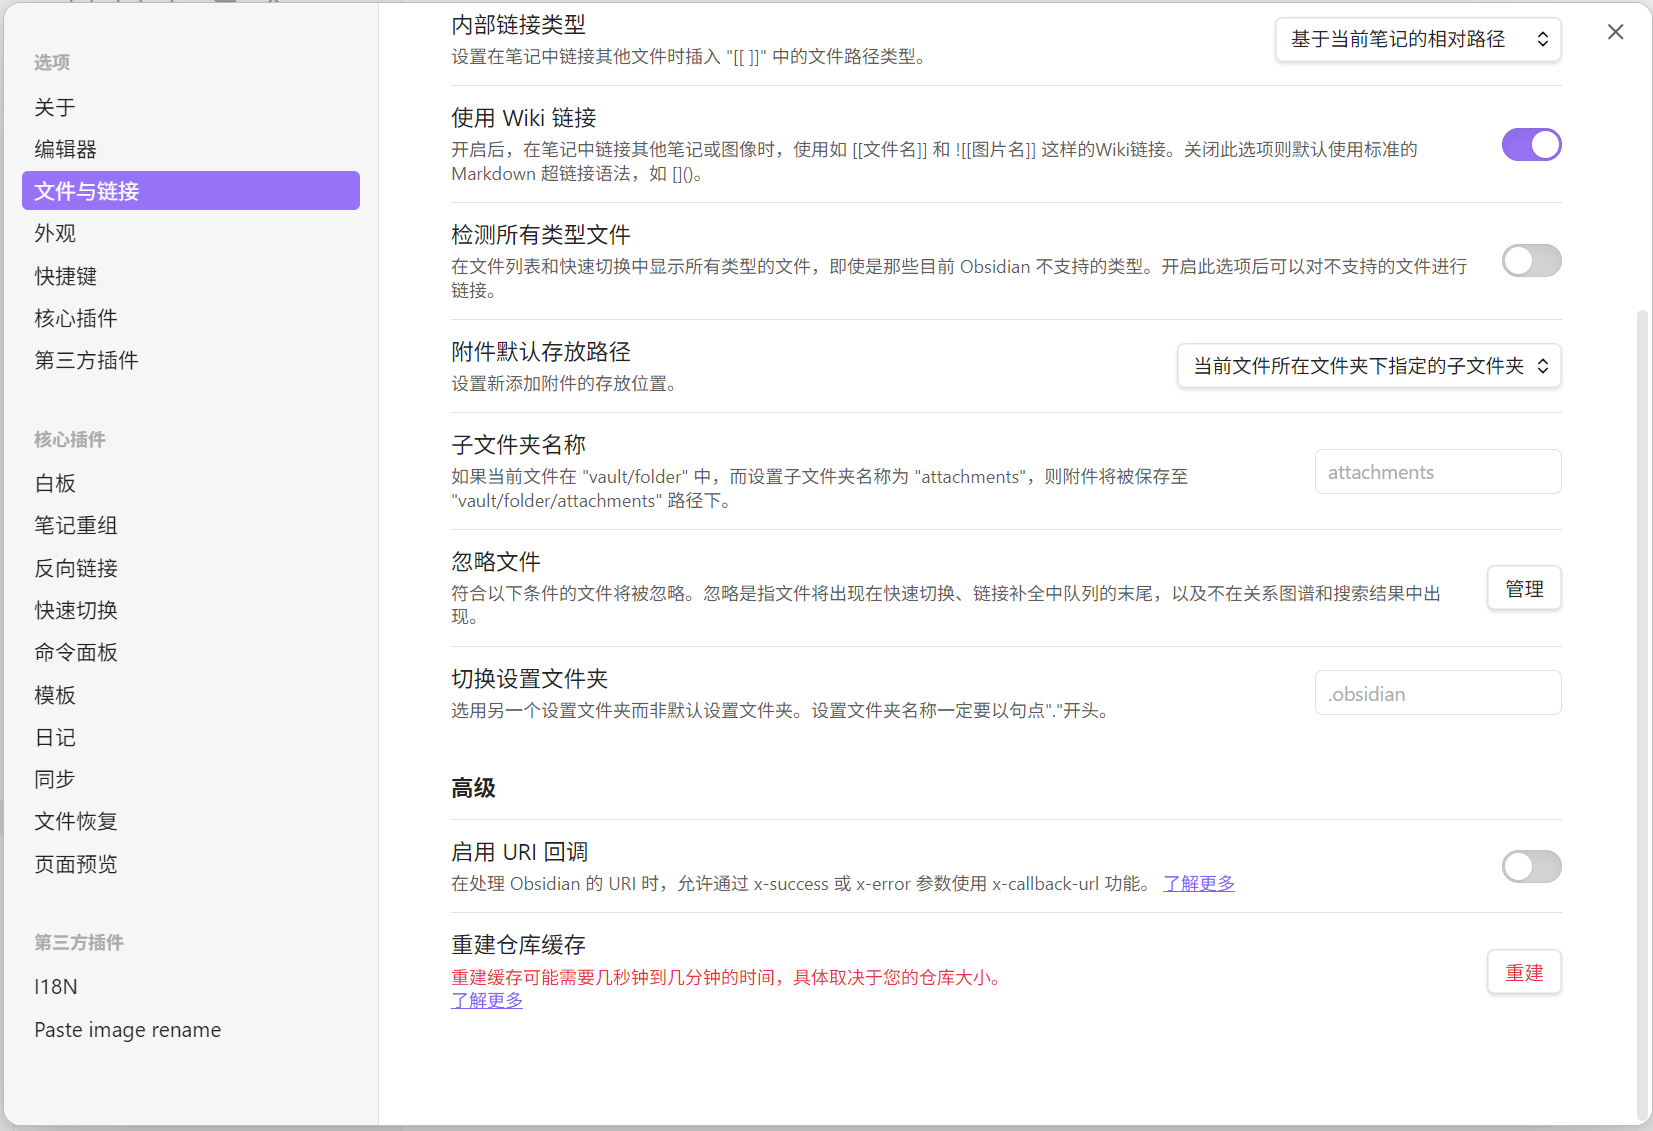 选项
关于
编辑器
文件与链接
外观
快捷键
核心插件
第三方插件
核心插件
白板
笔记重组
反向链接
快速切换
命令面板
模板
日记
同步
文件恢复
页面预览
第三方插件
I18N
Paste image rename
内部链接类型
设置在笔记中链接其他文件时插入 "[[ ]]" 中的文件路径类型。
基于当前笔记的相对路径
使用 Wiki 链接
开启后，在笔记中链接其他笔记或图像时，使用如 [[文件名]] 和 ![[图片名]] 这样的Wiki链接。关闭此选项则默认使用标准的
Markdown 超链接语法，如 []()。
检测所有类型文件
在文件列表和快速切换中显示所有类型的文件，即使是那些目前 Obsidian 不支持的类型。开启此选项后可以对不支持的文件进行
链接。
附件默认存放路径
设置新添加附件的存放位置。
当前文件所在文件夹下指定的子文件夹
子文件夹名称
如果当前文件在 "vault/folder" 中，而设置子文件夹名称为 "attachments"，则附件将被保存至
"vault/folder/attachments" 路径下。
attachments
忽略文件
符合以下条件的文件将被忽略。忽略是指文件将出现在快速切换、链接补全中队列的末尾，以及不在关系图谱和搜索结果中出
现。
管理
切换设置文件夹
选用另一个设置文件夹而非默认设置文件夹。设置文件夹名称一定要以句点"."开头。
.obsidian
高级
启用 URI 回调
在处理 Obsidian 的 URI 时，允许通过 x-success 或 x-error 参数使用 x-callback-url 功能。 了解更多
重建仓库缓存
重建缓存可能需要几秒钟到几分钟的时间，具体取决于您的仓库大小。
了解更多
重建